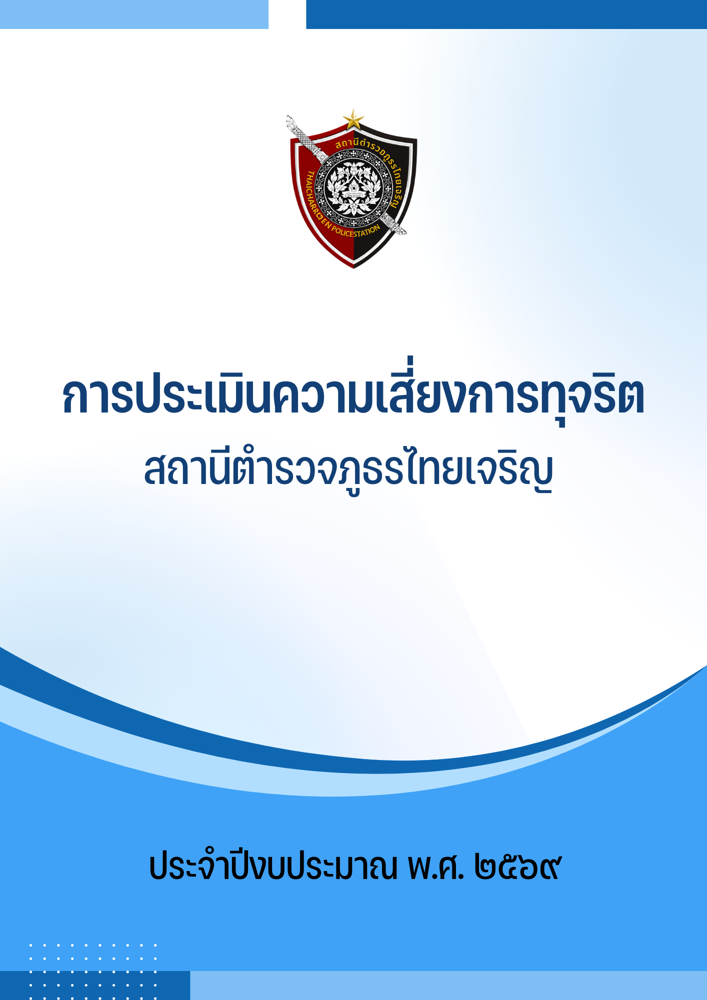 สถานีตำรวจภูธรไทยเจริญ
THAICHARROEN POLICESTATION
การประเมินความเสี่ยงการทุจริต
สถานีตำรวจภูธรไทยเจริญ
ประจำปีงบประมาณ พ.ศ. ๒๕๖๙